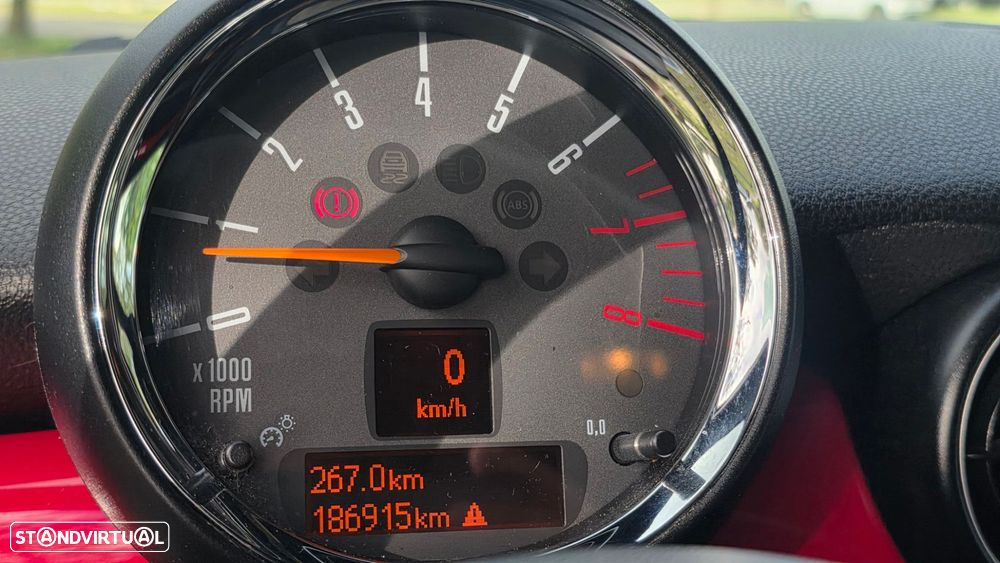 0
1
2
3
4
5
6
7
8
ABS
x 1000
RPM
0
km/h
0,0
267.0km
186915km
STANDVIRTUAL